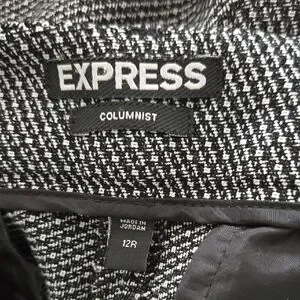 EXPRESS
COLUMNIST
MADE IN
JORDAN
12R